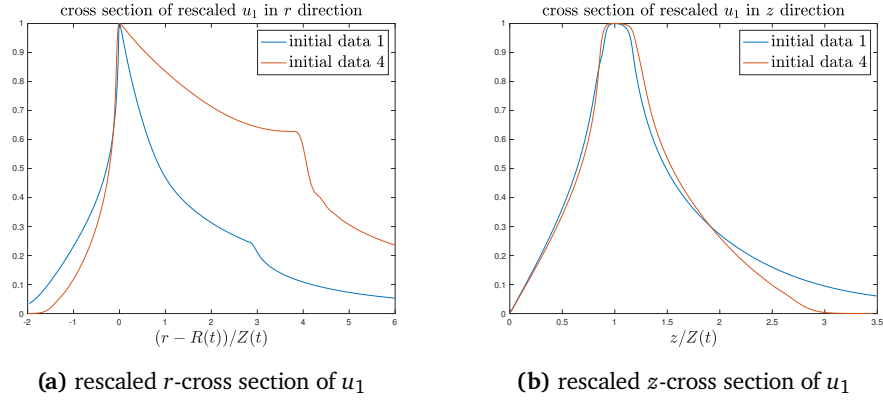 cross section of rescaled u₁ in r direction
initial data 1
initial data 4
1
0.9
0.8
0.7
0.6
0.5
0.4
0.3
0.2
0.1
0
-2 -1 0 1 2 3 4 5 6
(r − R(t))/Z(t)
(a) rescaled r-cross section of u₁
cross section of rescaled u₁ in z direction
initial data 1
initial data 4
1
0.9
0.8
0.7
0.6
0.5
0.4
0.3
0.2
0.1
0
0 0.5 1 1.5 2 2.5 3 3.5
z/Z(t)
(b) rescaled z-cross section of u₁